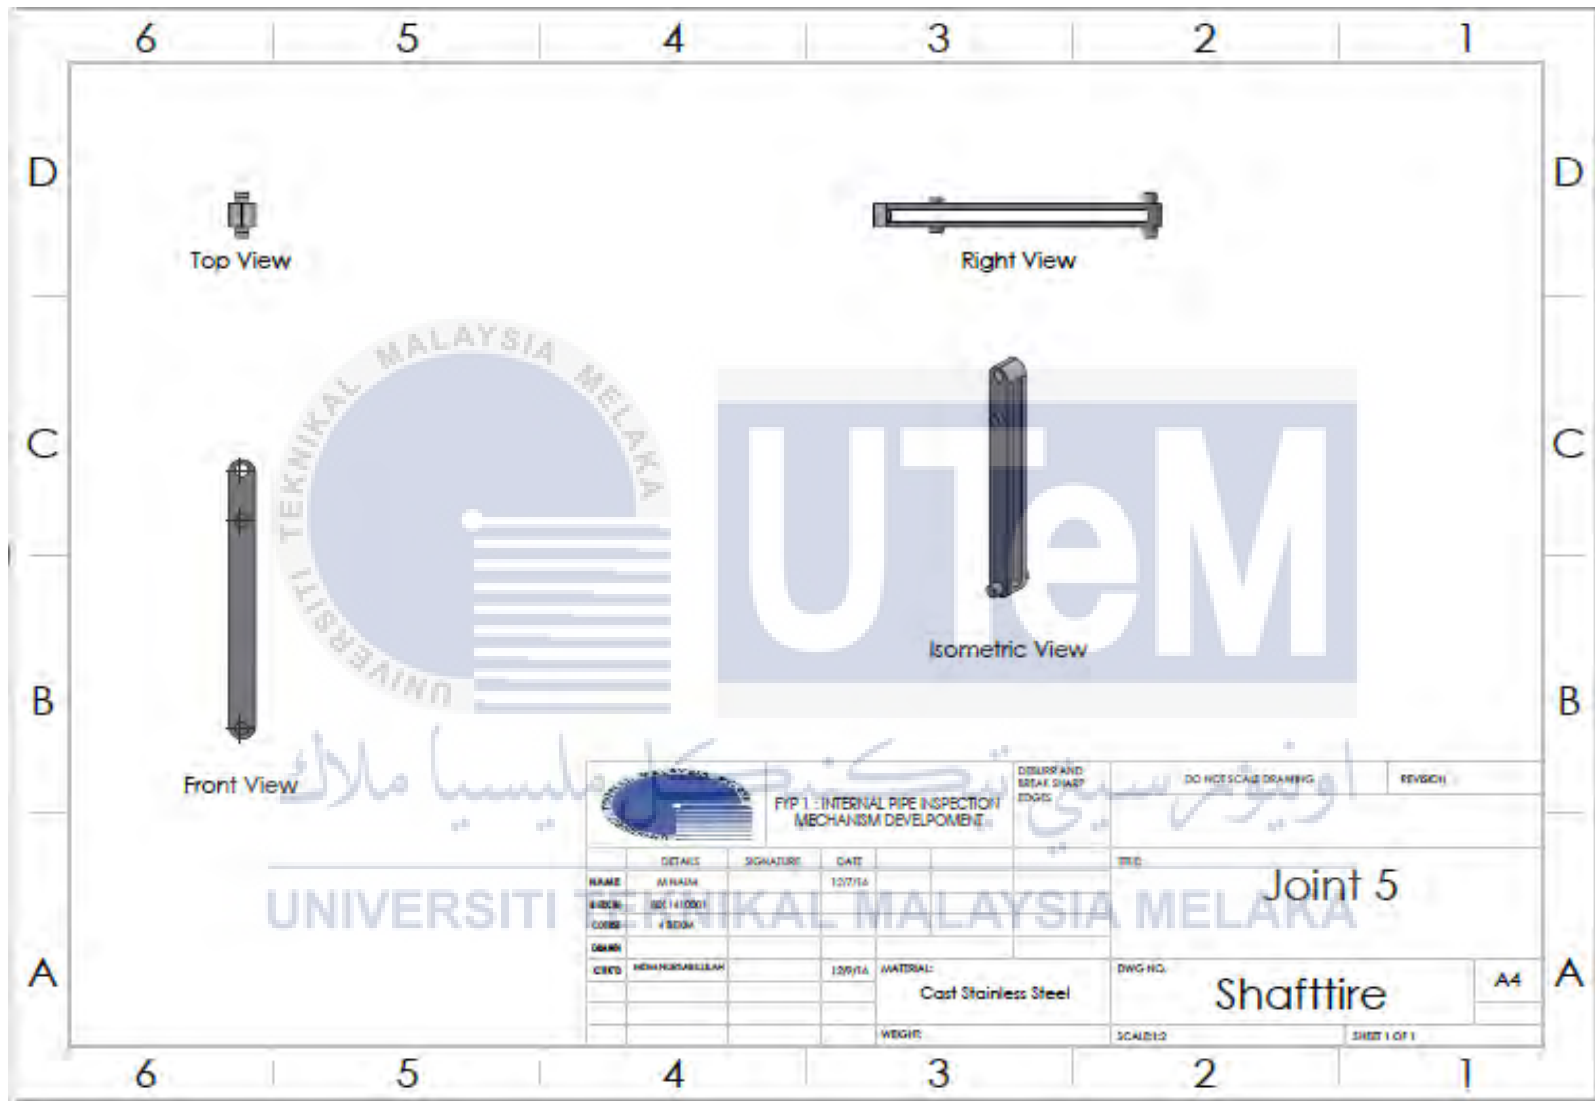 6 5 4 3 2 1
D D
Top View
Right View
UNIVERSITI TEKNIKAL MALAYSIA MELAKA
UTeM
C C
Isometric View
B B
Front View
اونيۏرسيتي تيكنيكل مليسيا ملاك
UNIVERSITI TEKNIKAL MALAYSIA MELAKA
FYP 1 : INTERNAL PIPE INSPECTION
MECHANISM DEVELPOMENT
DEBURR AND
BREAK SHARP
EDGES
DO NOT SCALE DRAWING
REVISION
DETAILS SIGNATURE DATE
TITLE:
Joint 5
NAME M NAIM 12/7/16
CHK'D 12/9/16
MATERIAL:
Cast Stainless Steel
DWG NO.
Shafttire
A4
A A
WEIGHT:
SCALE:1:2
SHEET 1 OF 1
6 5 4 3 2 1